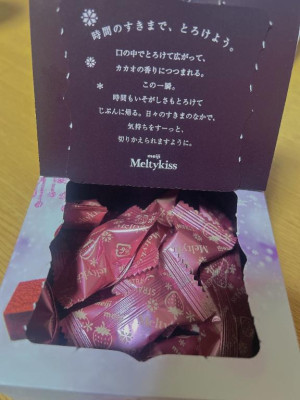 時間のすきまで、とろけよう。
口の中でとろけて広がって、
カカオの香りにつつまれる。
この一瞬。
時間もいそがしさもとろけて
じぶんに帰る。日々のすきまのなかで、
気持ちをすーっと、
切りかえられますように。
meiji
Meltykiss